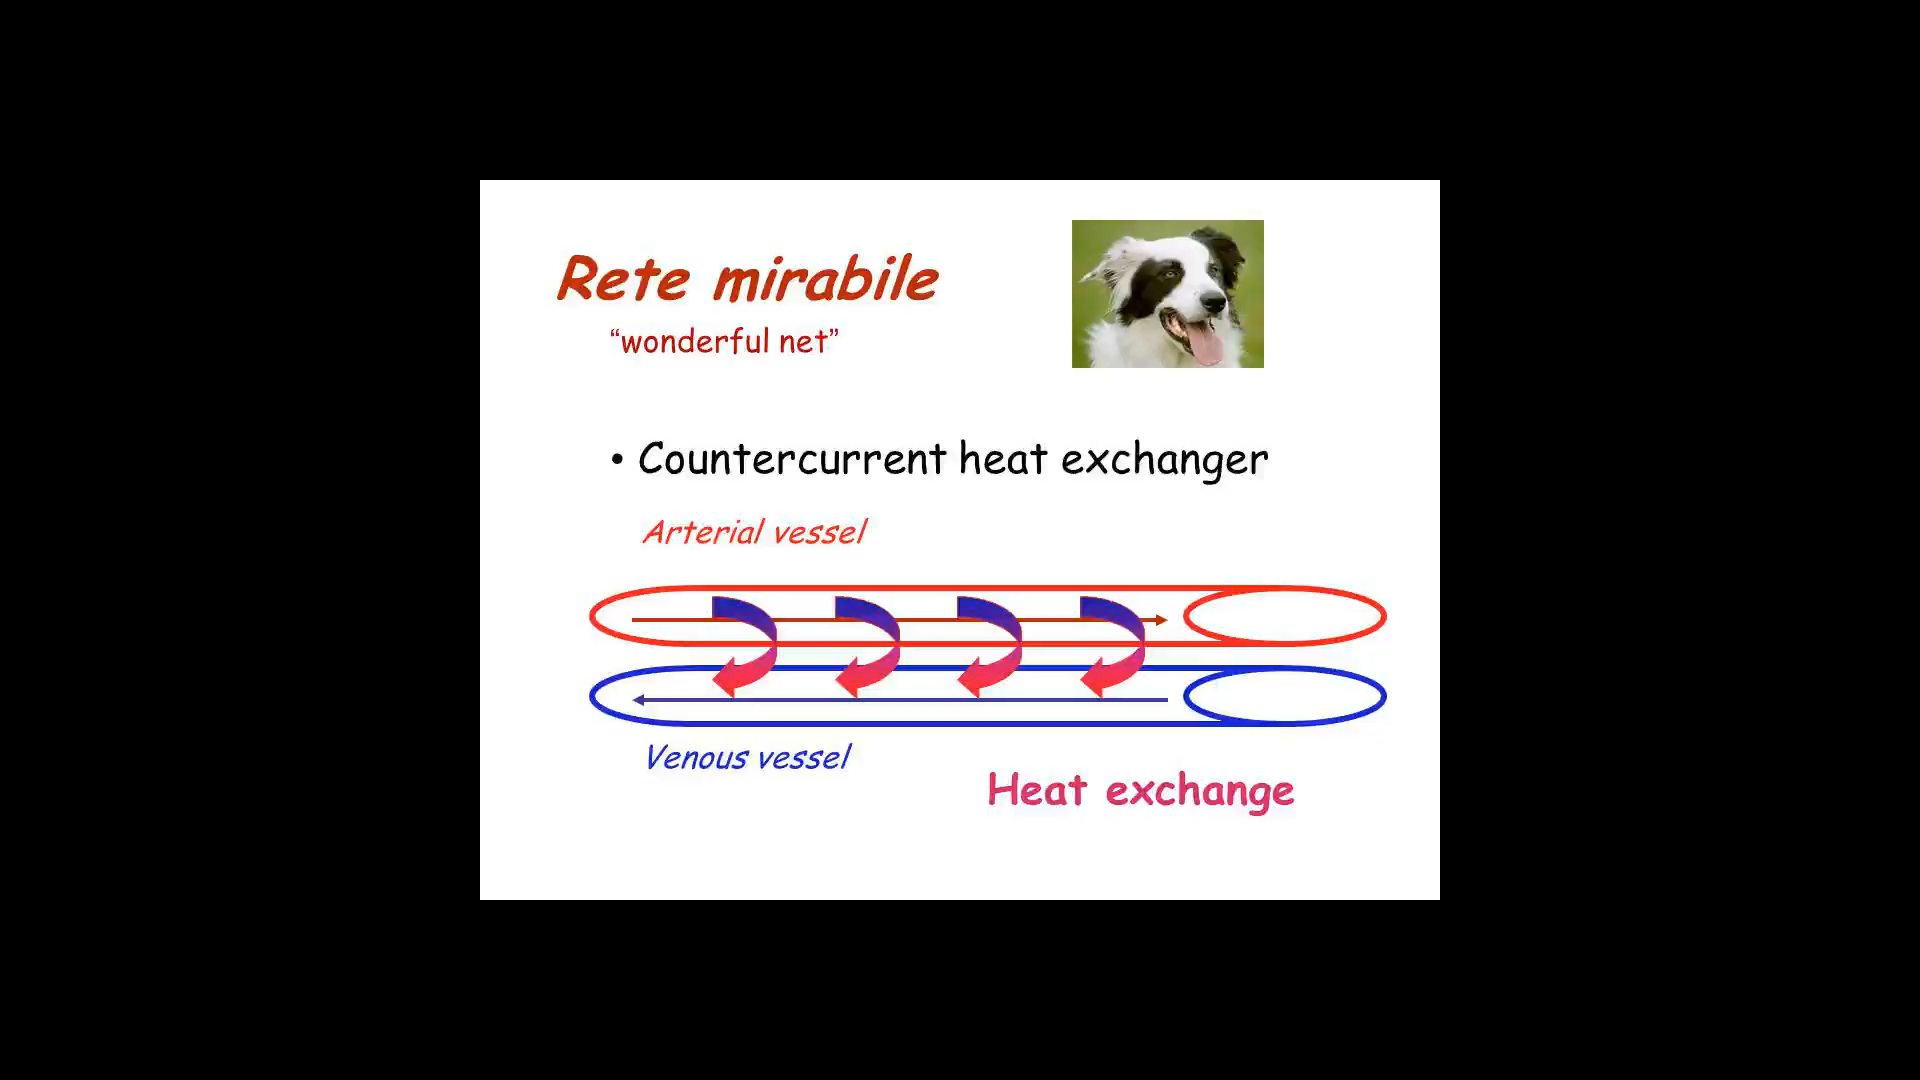 Rete mirabile
“wonderful net”
• Countercurrent heat exchanger
Arterial vessel
Venous vessel
Heat exchange